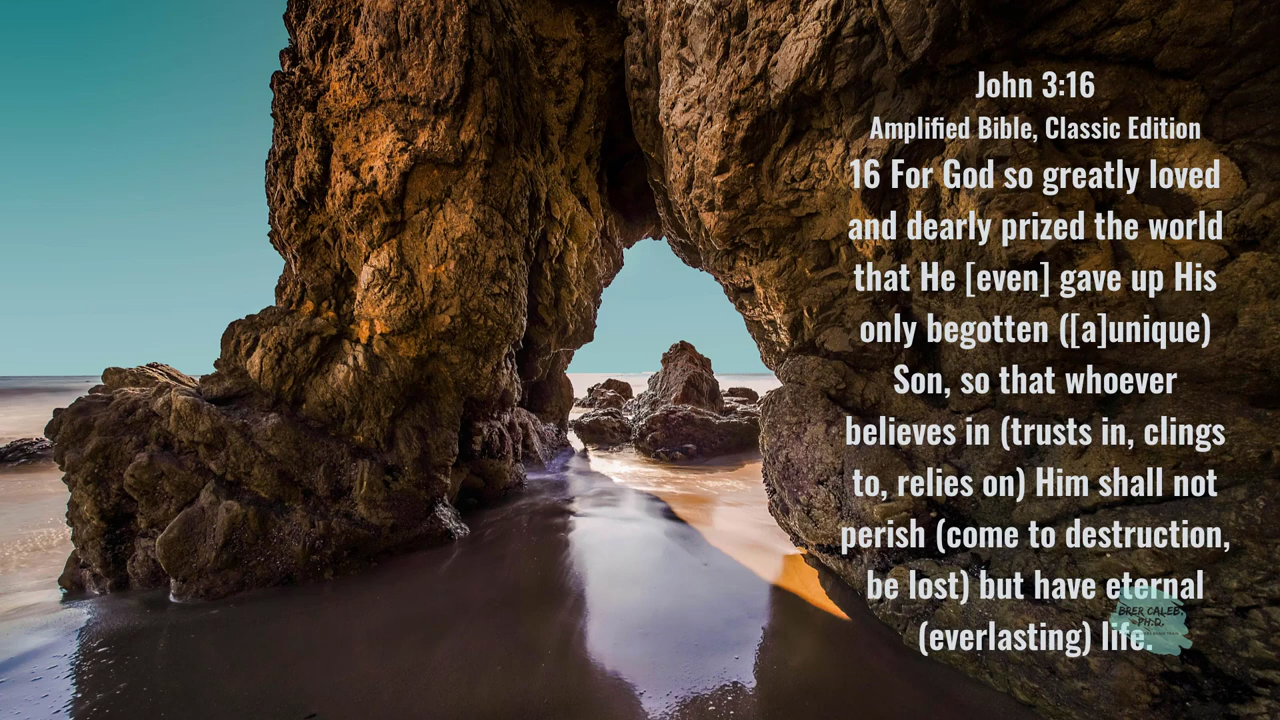 John 3:16
Amplified Bible, Classic Edition
16 For God so greatly loved
and dearly prized the world
that He [even] gave up His
only begotten ([a]unique)
Son, so that whoever
believes in (trusts in, clings
to, relies on) Him shall not
perish (come to destruction,
be lost) but have eternal
(everlasting) life.
BRER CALEB,
PH.D.